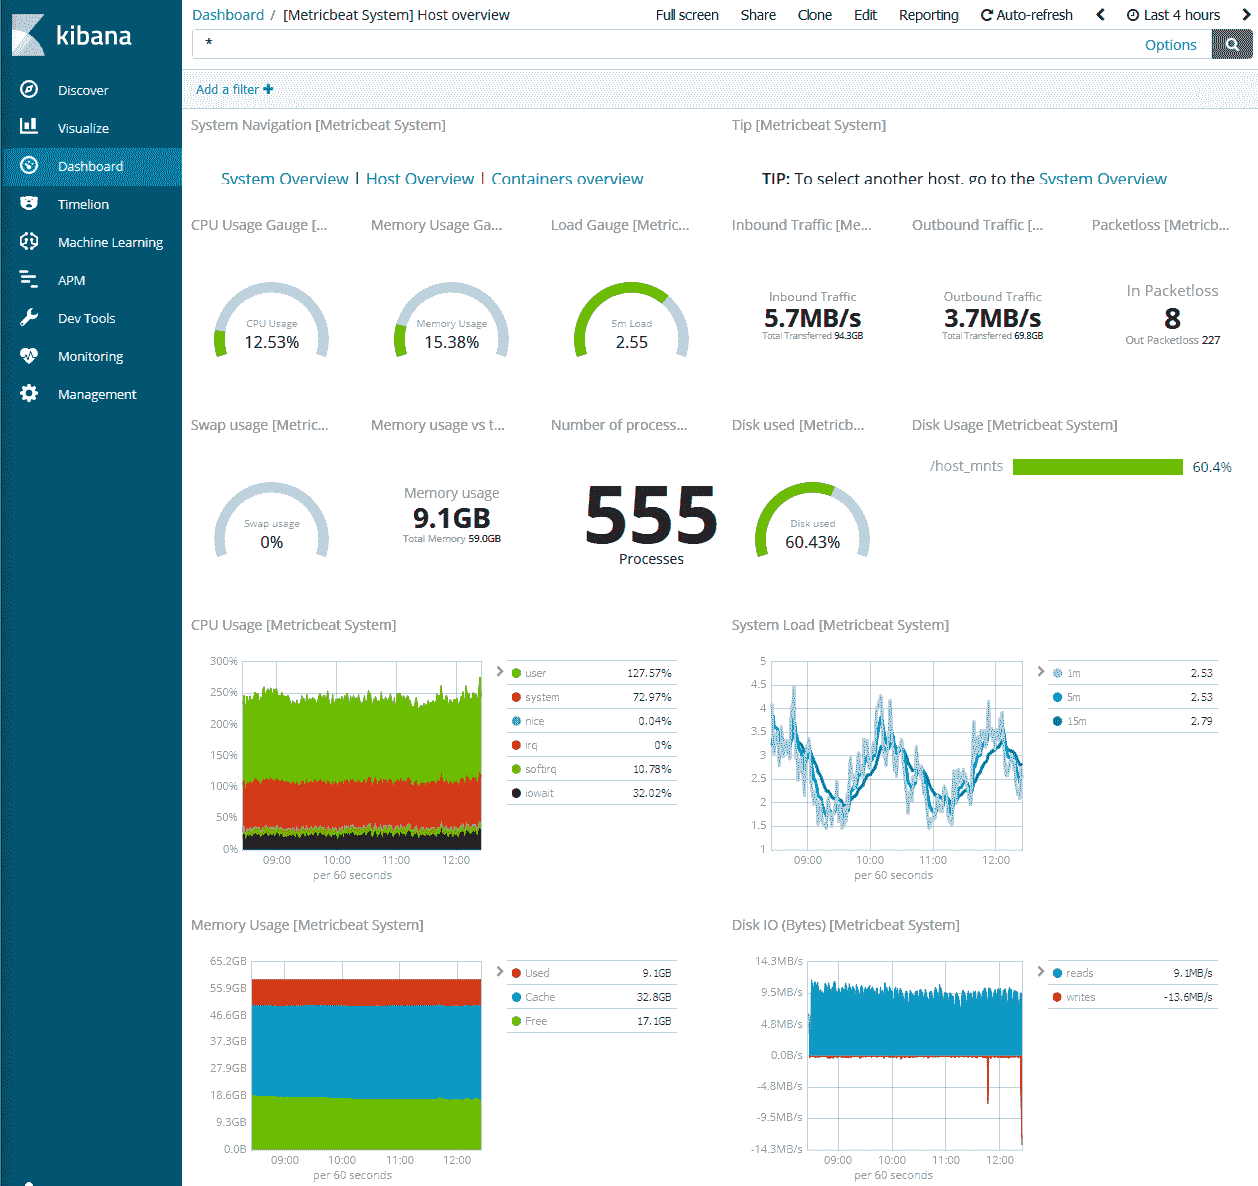 kibana
Discover
Visualize
Dashboard
Timelion
Machine Learning
APM
Dev Tools
Monitoring
Management
Dashboard / [Metricbeat System] Host overview
Full screen Share Clone Edit Reporting Auto-refresh Last 4 hours
* Options
Add a filter
System Navigation [Metricbeat System]
System Overview | Host Overview | Containers overview
Tip [Metricbeat System]
TIP: To select another host, go to the System Overview
CPU Usage Gauge [...
CPU Usage
12.53%
Memory Usage Ga...
Memory Usage
15.38%
Load Gauge [Metric...
5m Load
2.55
Inbound Traffic [Me...
Inbound Traffic
5.7MB/s
Total Transferred 94.3GB
Outbound Traffic [...
Outbound Traffic
3.7MB/s
Total Transferred 69.8GB
Packetloss [Metricb...
In Packetloss
8
Out Packetloss 227
Swap usage [Metric...
Swap usage
0%
Memory usage vs t...
Memory usage
9.1GB
Total Memory 59.0GB
Number of process...
555
Processes
Disk used [Metricb...
Disk used
60.43%
Disk Usage [Metricbeat System]
/host_mnts 60.4%
CPU Usage [Metricbeat System]
300%
250%
200%
150%
100%
50%
0%
09:00 10:00 11:00 12:00
per 60 seconds
user 127.57%
system 72.97%
nice 0.04%
irq 0%
softirq 10.78%
iowait 32.02%
System Load [Metricbeat System]
5
4.5
4
3.5
3
2.5
2
1.5
1
09:00 10:00 11:00 12:00
per 60 seconds
1m 2.53
5m 2.53
15m 2.79
Memory Usage [Metricbeat System]
65.2GB
55.9GB
46.6GB
37.3GB
27.9GB
18.6GB
9.3GB
0.0B
09:00 10:00 11:00 12:00
per 60 seconds
Used 9.1GB
Cache 32.8GB
Free 17.1GB
Disk IO (Bytes) [Metricbeat System]
14.3MB/s
9.5MB/s
4.8MB/s
0.0B/s
-4.8MB/s
-9.5MB/s
-14.3MB/s
09:00 10:00 11:00 12:00
per 60 seconds
reads 9.1MB/s
writes -13.6MB/s